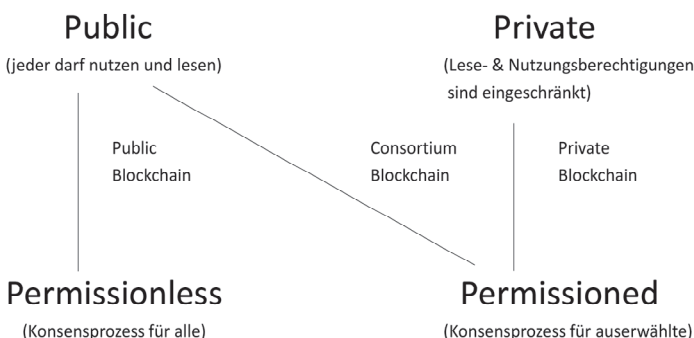 Public
(jeder darf nutzen und lesen)
Private
(Lese- & Nutzungsberechtigungen
sind eingeschränkt)
Public
Blockchain
Consortium
Blockchain
Private
Blockchain
Permissionless
(Konsensprozess für alle)
Permissioned
(Konsensprozess für auserwählte)